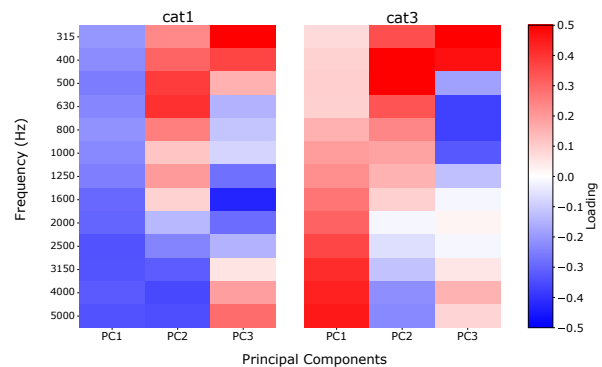 cat1
cat3
315
400
500
630
800
1000
1250
1600
2000
2500
3150
4000
5000
Frequency (Hz)
PC1
PC2
PC3
PC1
PC2
PC3
Principal Components
0.5
0.4
0.3
0.2
0.1
0.0
−0.1
−0.2
−0.3
−0.4
−0.5
Loading